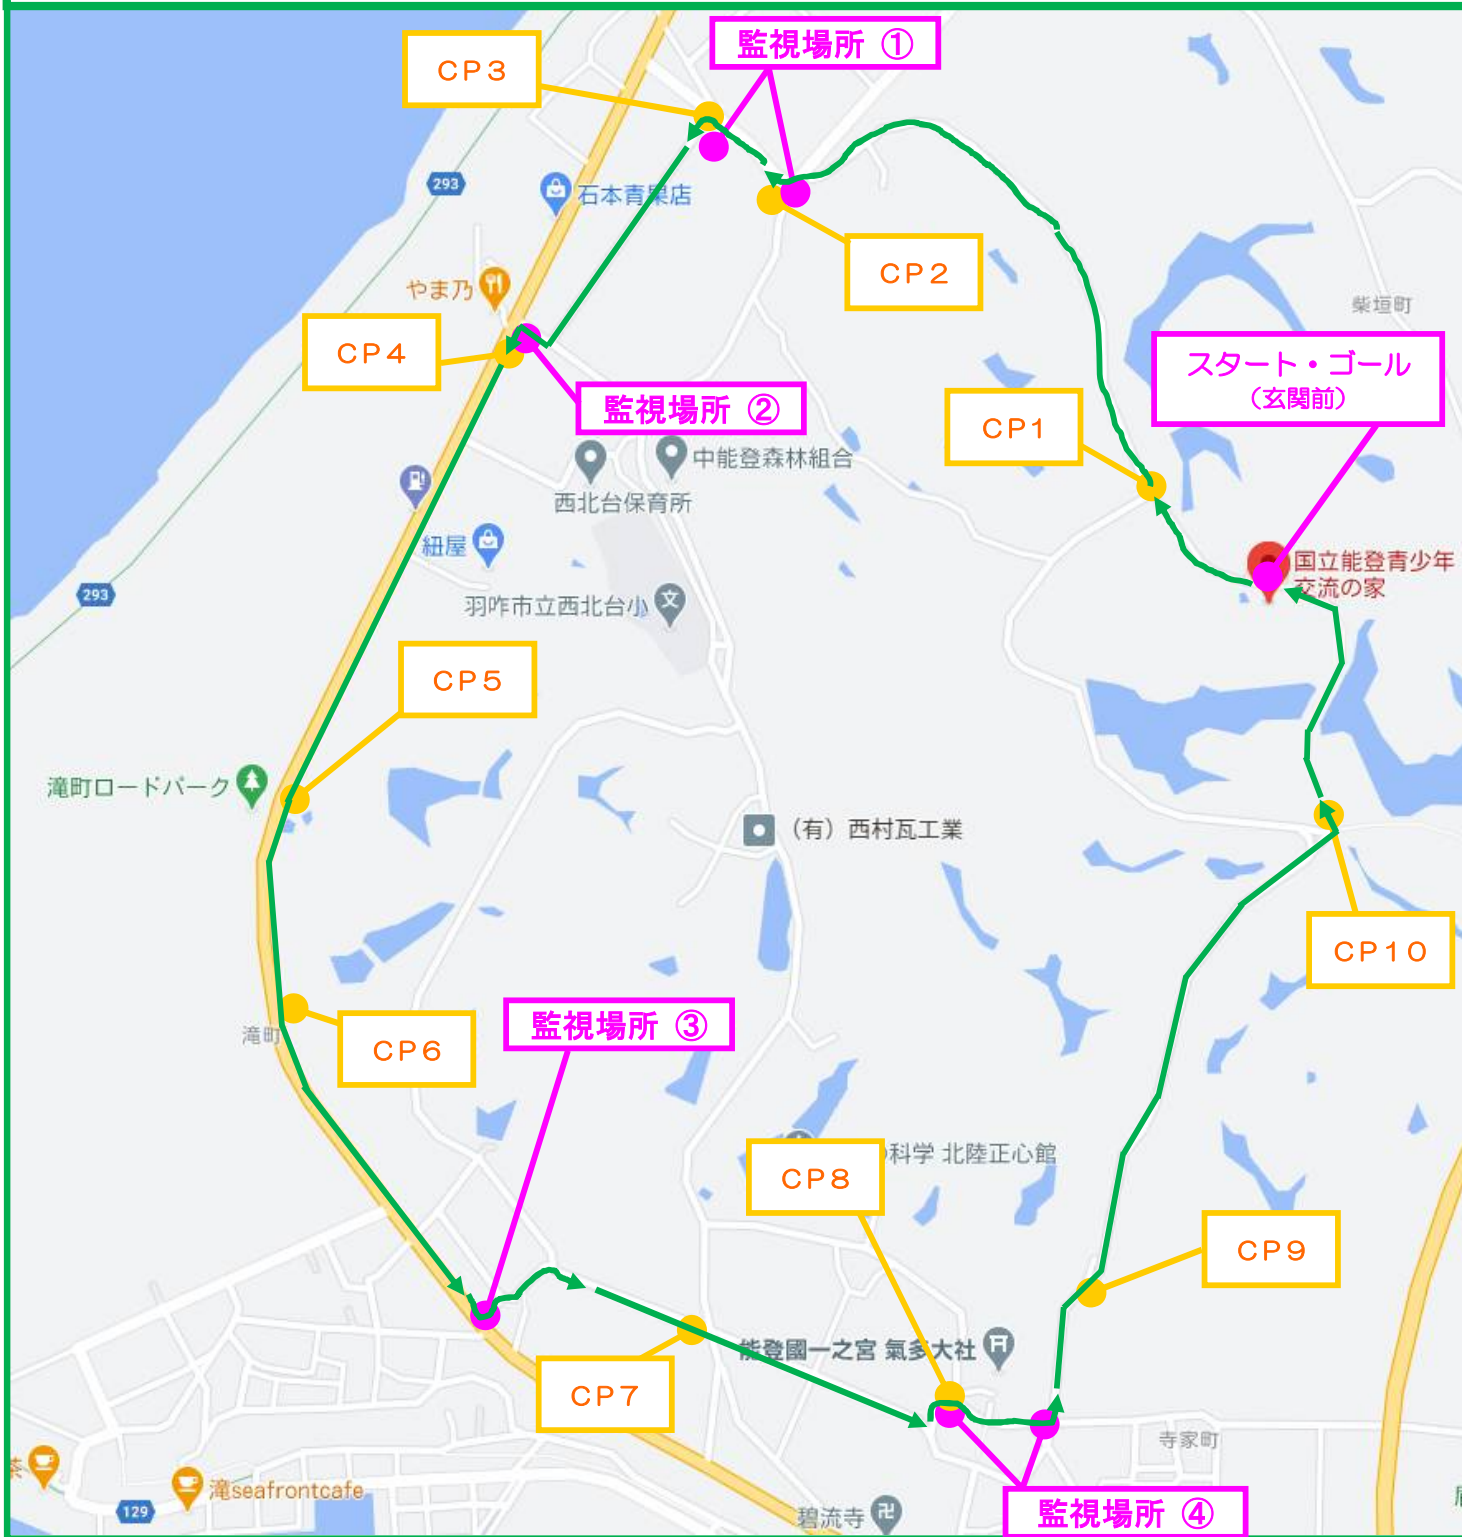 監視場所 ①
CP3
293
石本青果店
CP2
やま乃
柴垣町
CP4
スタート・ゴール
(玄関前)
監視場所 ②
CP1
中能登森林組合
西北台保育所
紐屋
国立能登青少年
交流の家
293
羽咋市立西北台小
文
CP5
滝町ロードパーク
(有)西村瓦工業
CP10
監視場所 ③
滝町
CP6
科学 北陸正心館
CP8
CP9
能登國一之宮 氣多大社
CP7
寺家町
茶
滝seafrontcafe
129
碧流寺
卍
監視場所 ④